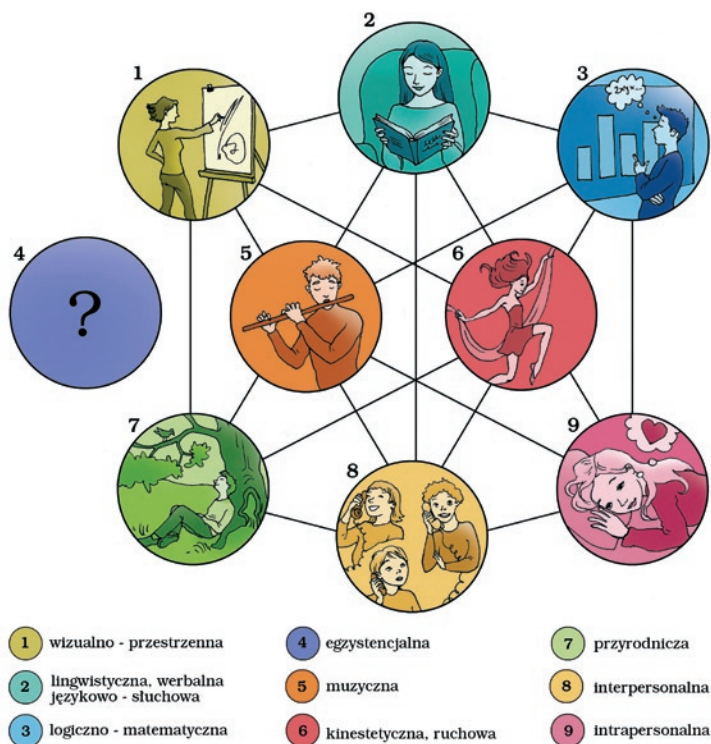 2
1
3
2+y=...
4
?
5
6
7
8
9
1 wizualno - przestrzenna
2 lingwistyczna, werbalna
językowo - słuchowa
3 logiczno - matematyczna
4 egzystencjalna
5 muzyczna
6 kinestetyczna, ruchowa
7 przyrodnicza
8 interpersonalna
9 intrapersonalna